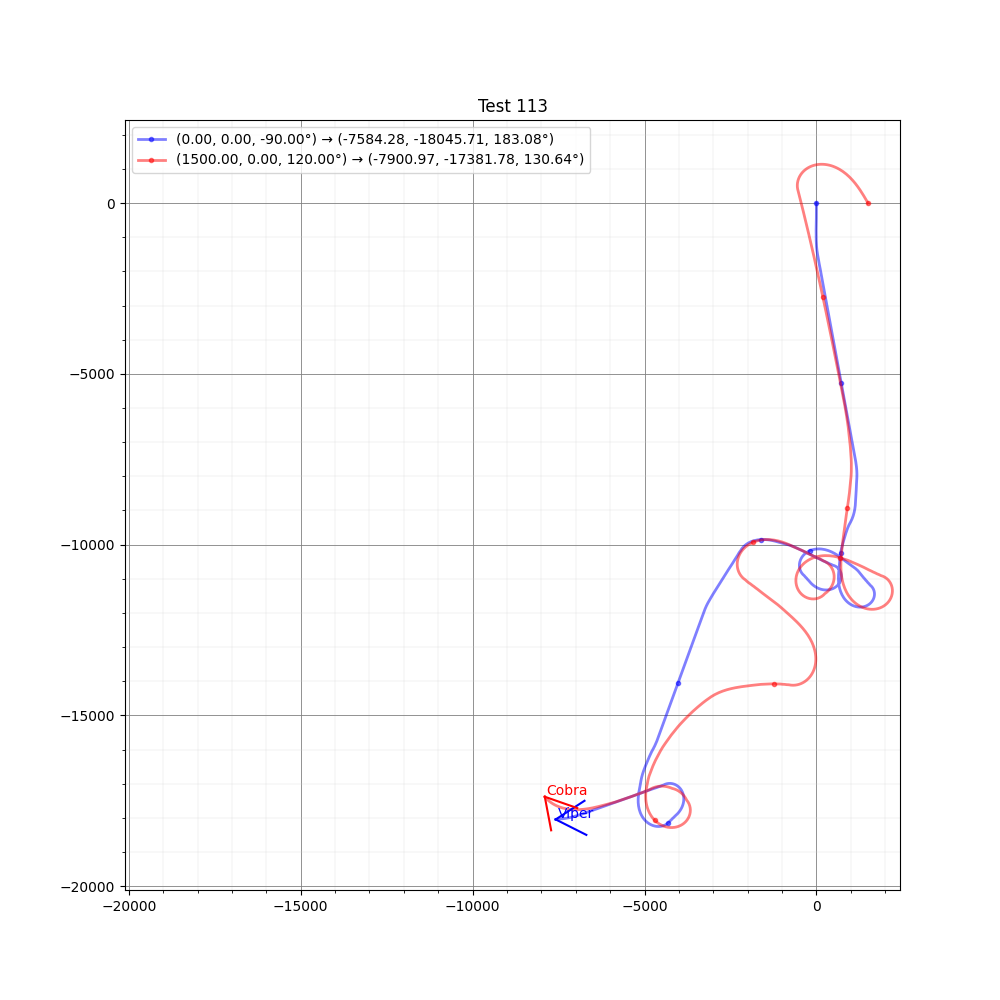 Test 113
(0.00, 0.00, -90.00°) → (-7584.28, -18045.71, 183.08°)
(1500.00, 0.00, 120.00°) → (-7900.97, -17381.78, 130.64°)
0
−5000
−10000
−15000
−20000
Cobra
Viper
−20000 −15000 −10000 −5000 0